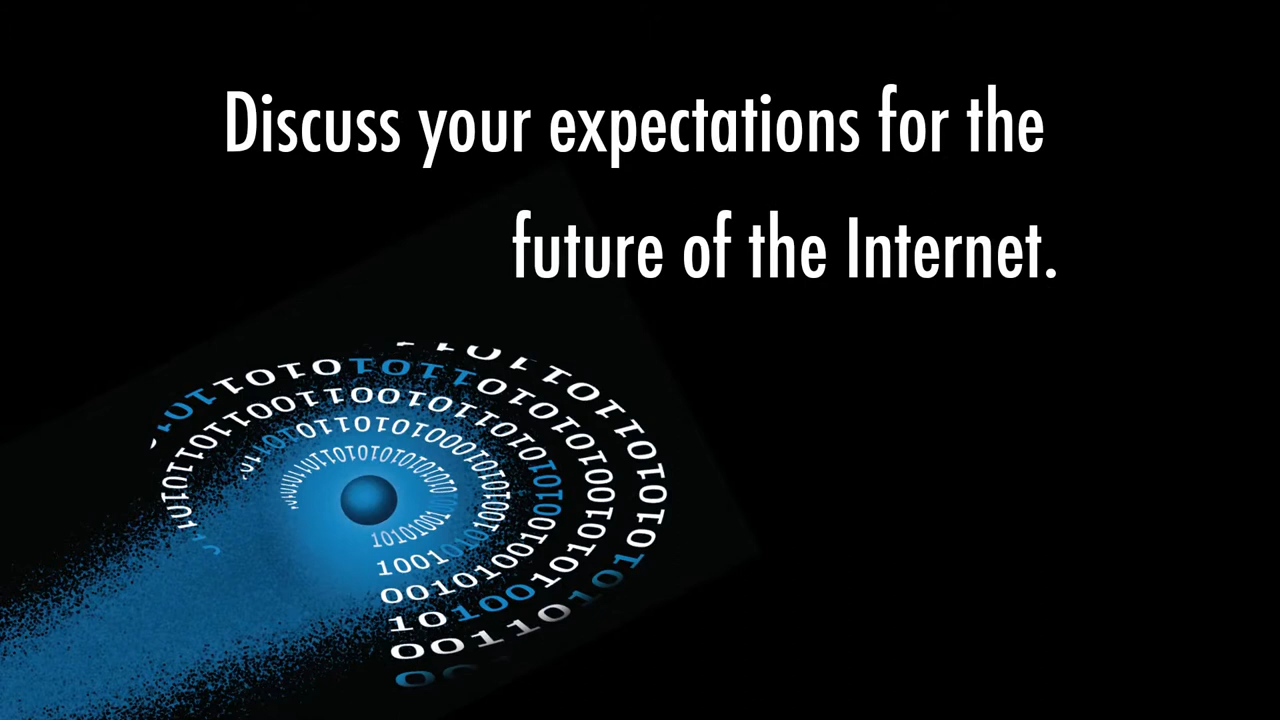 Discuss your expectations for the
future of the Internet.